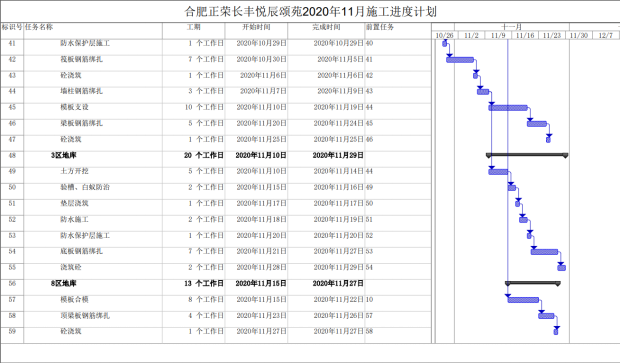 合肥正荣长丰悦辰颂苑2020年11月施工进度计划
标识号 任务名称 工期 开始时间 完成时间 前置任务 十一月
10/26 11/2 11/9 11/16 11/23 11/30 12/7
41 防水保护层施工 1 个工作日 2020年10月29日 2020年10月29日 40
42 筏板钢筋绑扎 7 个工作日 2020年10月30日 2020年11月5日 41
43 砼浇筑 1 个工作日 2020年11月6日 2020年11月6日 42
44 墙柱钢筋绑扎 3 个工作日 2020年11月7日 2020年11月9日 43
45 模板支设 10 个工作日 2020年11月10日 2020年11月19日 44
46 梁板钢筋绑扎 5 个工作日 2020年11月20日 2020年11月24日 45
47 砼浇筑 1 个工作日 2020年11月25日 2020年11月25日 46
48 3区地库 20 个工作日 2020年11月10日 2020年11月29日
49 土方开挖 5 个工作日 2020年11月10日 2020年11月14日 44
50 验槽、白蚁防治 2 个工作日 2020年11月15日 2020年11月16日 49
51 垫层浇筑 1 个工作日 2020年11月17日 2020年11月17日 50
52 防水施工 2 个工作日 2020年11月18日 2020年11月19日 51
53 防水保护层施工 1 个工作日 2020年11月20日 2020年11月20日 52
54 底板钢筋绑扎 7 个工作日 2020年11月21日 2020年11月27日 53
55 浇筑砼 2 个工作日 2020年11月28日 2020年11月29日 54
56 8区地库 13 个工作日 2020年11月15日 2020年11月27日
57 模板合模 8 个工作日 2020年11月15日 2020年11月22日 10
58 顶梁板钢筋绑扎 4 个工作日 2020年11月23日 2020年11月26日 57
59 砼浇筑 1 个工作日 2020年11月27日 2020年11月27日 58